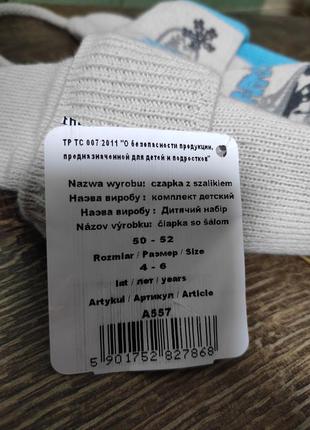 ТР ТС 007 2011 "О безопасности продукции,
предназначенной для детей и подростков"
Nazwa wyrobu: czapka z szalikiem
Назва виробу : комплект детский
Назва виробу : Дитячий набір
Názov výrobku: čiapka so šálom
50 - 52
Rozmiar / Размер / Size
4 - 6
lat / лет / years
Artykuł / Артикул / Article
A557
5 901752 827868